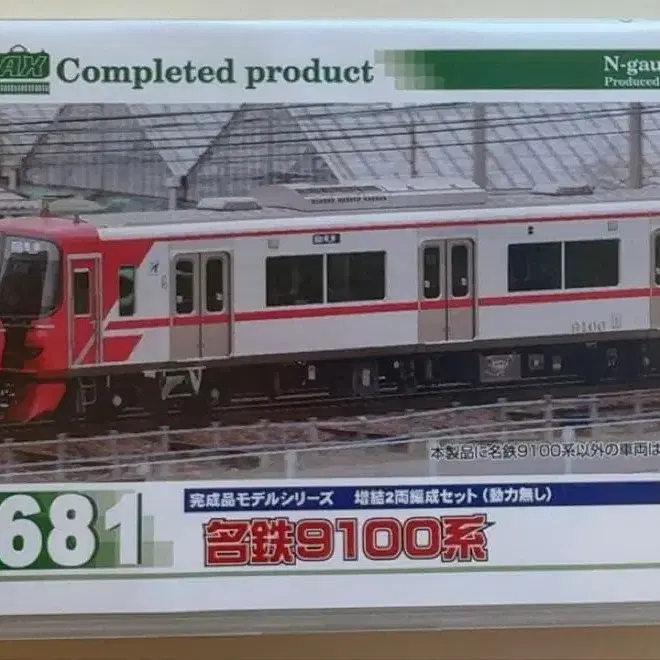 AX Completed product
N-gau
Produced
9100
本製品に名鉄9100系以外の車両は
681
完成品モデルシリーズ 増結2両編成セット(動力無し)
名鉄9100系